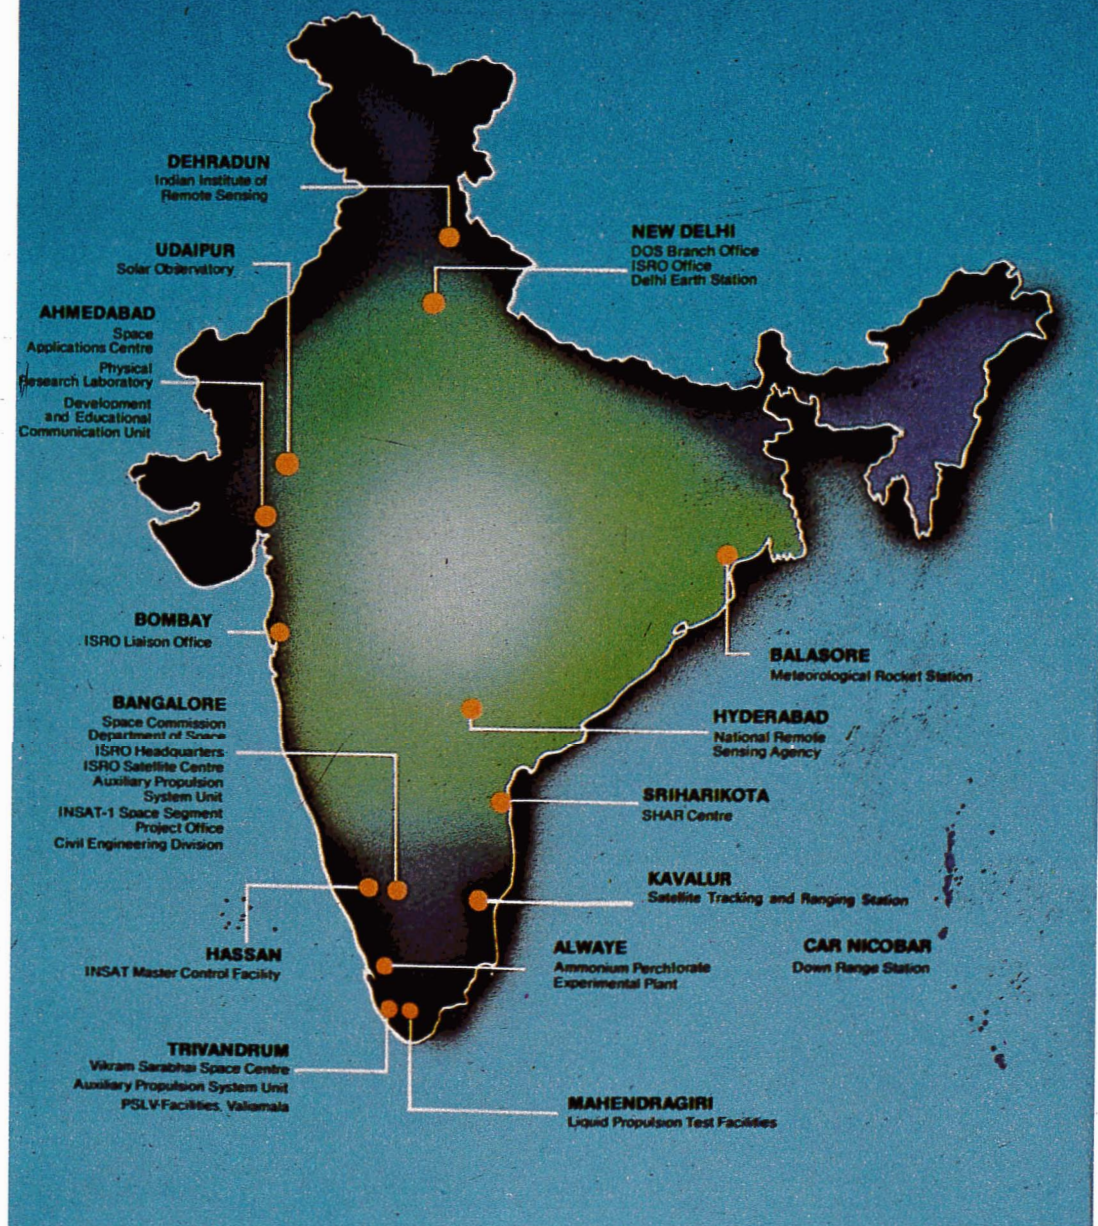 DEHRADUN
Indian Institute of
Remote Sensing
UDAIPUR
Solar Observatory
AHMEDABAD
Space
Applications Centre
Physical
Research Laboratory
Development
and Educational
Communication Unit
NEW DELHI
DOS Branch Office
ISRO Office
Delhi Earth Station
BOMBAY
ISRO Liaison Office
BALASORE
Meteorological Rocket Station
BANGALORE
Space Commission
Department of Space
ISRO Headquarters
ISRO Satellite Centre
Auxiliary Propulsion
System Unit
INSAT-1 Space Segment
Project Office
Civil Engineering Division
HYDERABAD
National Remote
Sensing Agency
SRIHARIKOTA
SHAR Centre
KAVALUR
Satellite Tracking and Ranging Station
HASSAN
INSAT Master Control Facility
ALWAYE
Ammonium Perchlorate
Experimental Plant
CAR NICOBAR
Down Range Station
TRIVANDRUM
Vikram Sarabhai Space Centre
Auxiliary Propulsion System Unit
PSLV-Facilities, Valiamala
MAHENDRAGIRI
Liquid Propulsion Test Facilities